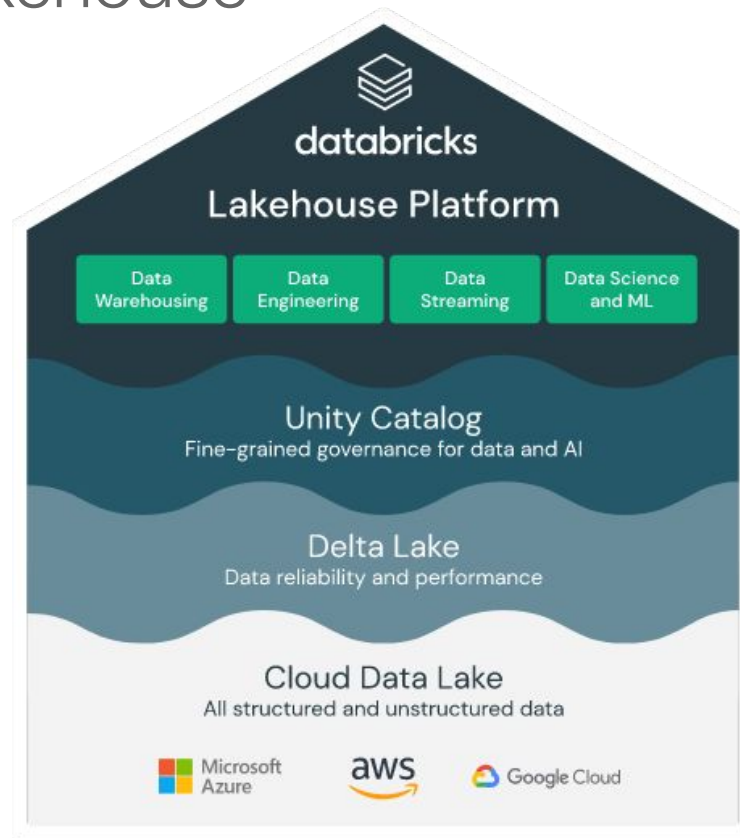 databricks
Lakehouse Platform
Data Warehousing
Data Engineering
Data Streaming
Data Science and ML
Unity Catalog
Fine-grained governance for data and AI
Delta Lake
Data reliability and performance
Cloud Data Lake
All structured and unstructured data
Microsoft Azure
aws
Google Cloud